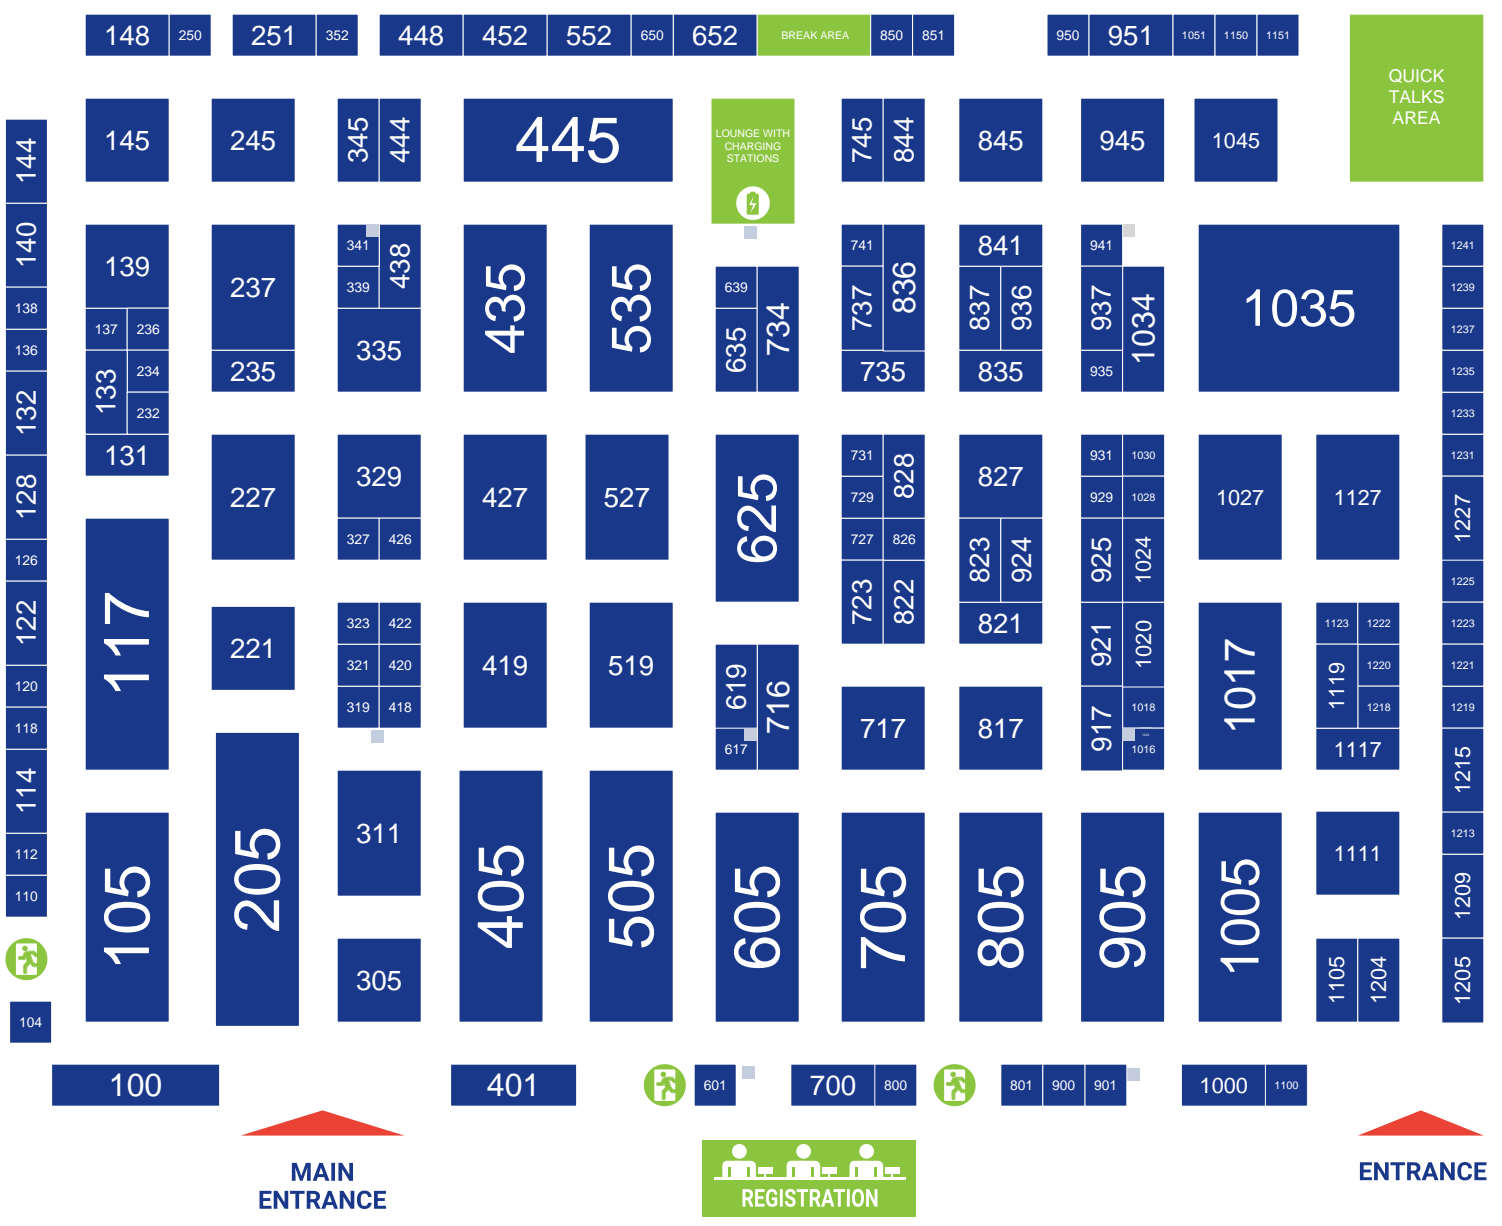 148 250 251 352 448 452 552 650 652 BREAK AREA 850 851 950 951 1051 1150 1151
QUICK
TALKS
AREA
144 145 245 345 444 445
LOUNGE WITH
CHARGING
STATIONS
745 844 845 945 1045
140 139 237 341 438 435 535 741 836 841 941 1035 1241
339 639 734 737 837 936 937 1034 1239
138 137 236 335 635 1237
136 133 234 235 735 835 935 1235
132 232 1233
131 227 329 427 527 625 731 828 827 931 1030 1027 1127 1231
128 729 929 1028 1227
126 117 327 426 727 826 823 924 925 1024 1225
122 221 323 422 419 519 723 822 821 921 1020 1017 1123 1222 1223
120 321 420 619 716 1119 1220 1221
118 319 418 717 817 917 1018 1218 1219
114 205 617 1016 1117 1215
112 105 311 405 505 605 705 805 905 1005 1111 1213
110 1209
305 1105 1204 1205
104
100 401 601 700 800 801 900 901 1000 1100
MAIN
ENTRANCE
REGISTRATION
ENTRANCE